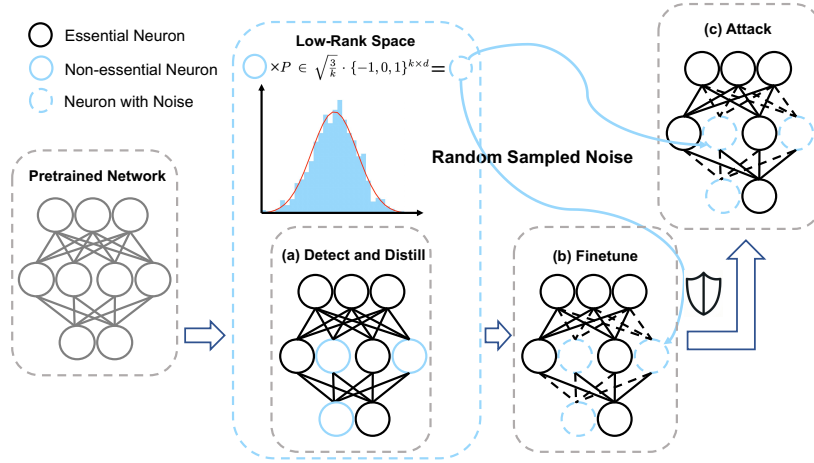 Essential Neuron
Non-essential Neuron
Neuron with Noise
Low-Rank Space
×P ∈ √(3/k) · {−1, 0, 1}^{k×d} =
(c) Attack
Random Sampled Noise
Pretrained Network
(a) Detect and Distill
(b) Finetune